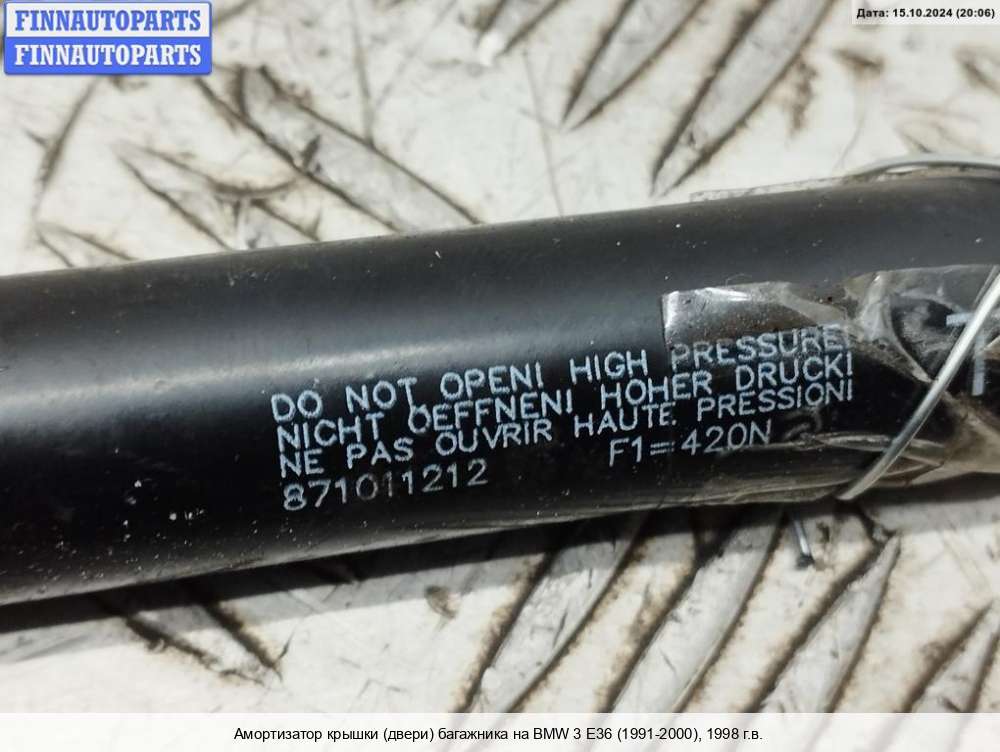 FINNAUTOPARTS
FINNAUTOPARTS
Дата: 15.10.2024 (20:06)
DO NOT OPEN! HIGH PRESSURE!
NICHT OEFFNEN! HOHER DRUCK!
NE PAS OUVRIR HAUTE PRESSION!
871011212 F1=420N
Амортизатор крышки (двери) багажника на BMW 3 E36 (1991-2000), 1998 г.в.